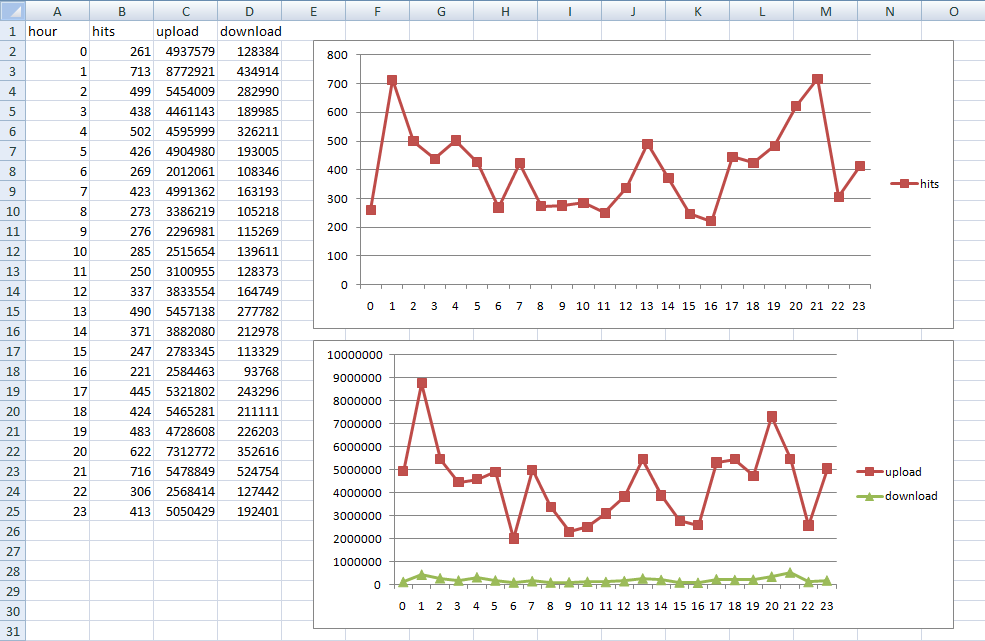 A B C D E F G H I J K L M N O
1 hour hits upload download
2 0 261 4937579 128384
3 1 713 8772921 434914
4 2 499 5454009 282990
5 3 438 4461143 189985
6 4 502 4595999 326211
7 5 426 4904980 193005
8 6 269 2012061 108346
9 7 423 4991362 163193
10 8 273 3386219 105218
11 9 276 2296981 115269
12 10 285 2515654 139611
13 11 250 3100955 128373
14 12 337 3833554 164749
15 13 490 5457138 277782
16 14 371 3882080 212978
17 15 247 2783345 113329
18 16 221 2584463 93768
19 17 445 5321802 243296
20 18 424 5465281 211111
21 19 483 4728608 226203
22 20 622 7312772 352616
23 21 716 5478849 524754
24 22 306 2568414 127442
25 23 413 5050429 192401
26
27
28
29
30
31
800
700
600
500
400
300
200
100
0
0 1 2 3 4 5 6 7 8 9 10 11 12 13 14 15 16 17 18 19 20 21 22 23
hits
10000000
9000000
8000000
7000000
6000000
5000000
4000000
3000000
2000000
1000000
0
0 1 2 3 4 5 6 7 8 9 10 11 12 13 14 15 16 17 18 19 20 21 22 23
upload
download